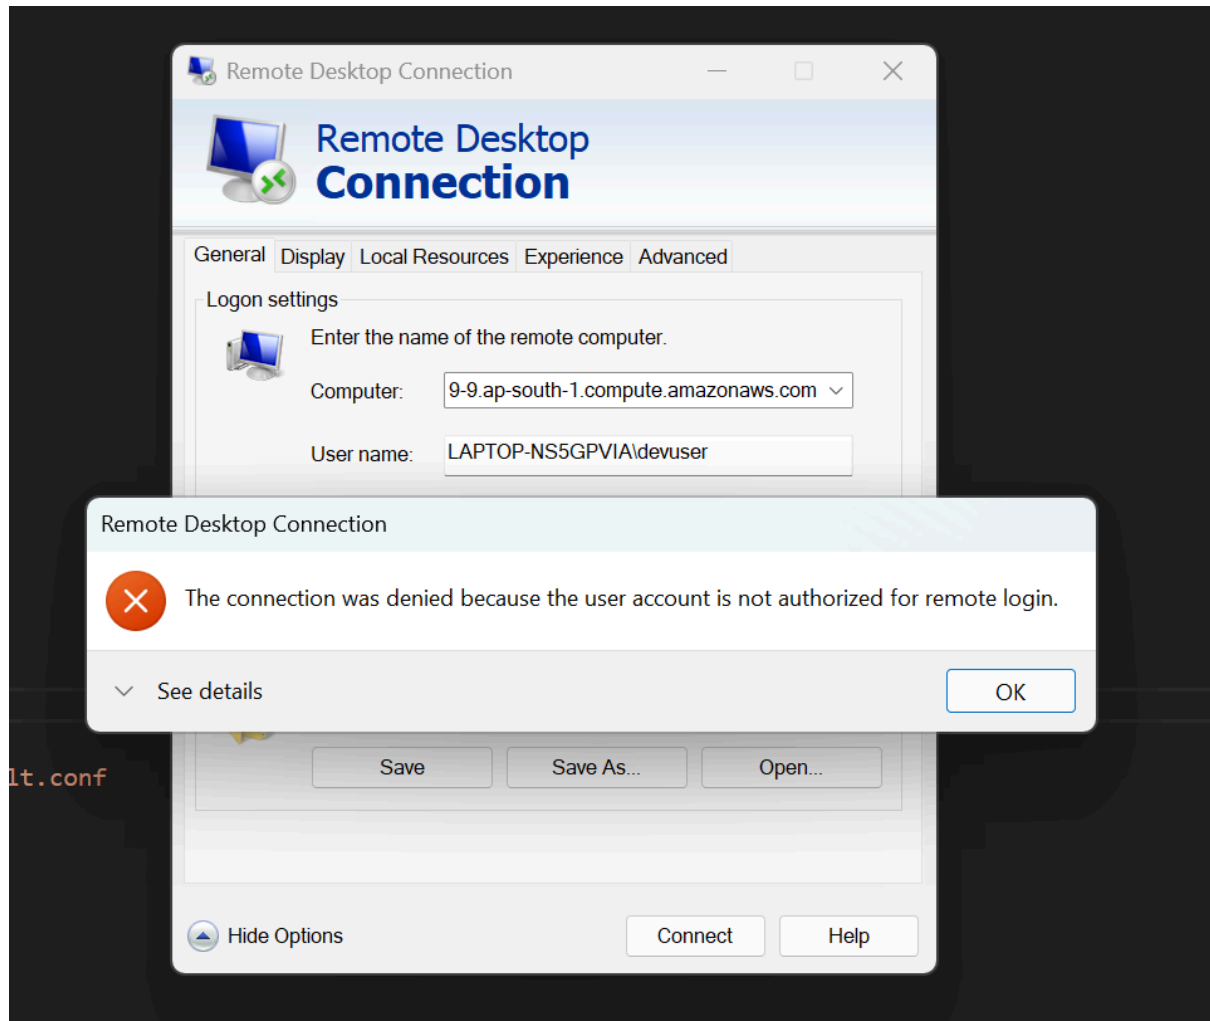 Remote Desktop Connection
Remote Desktop
Connection
General Display Local Resources Experience Advanced
Logon settings
Enter the name of the remote computer.
Computer: 9-9.ap-south-1.compute.amazonaws.com
User name: LAPTOP-NS5GPVIA\devuser
Remote Desktop Connection
The connection was denied because the user account is not authorized for remote login.
See details OK
Save Save As... Open...
lt.conf
Hide Options Connect Help